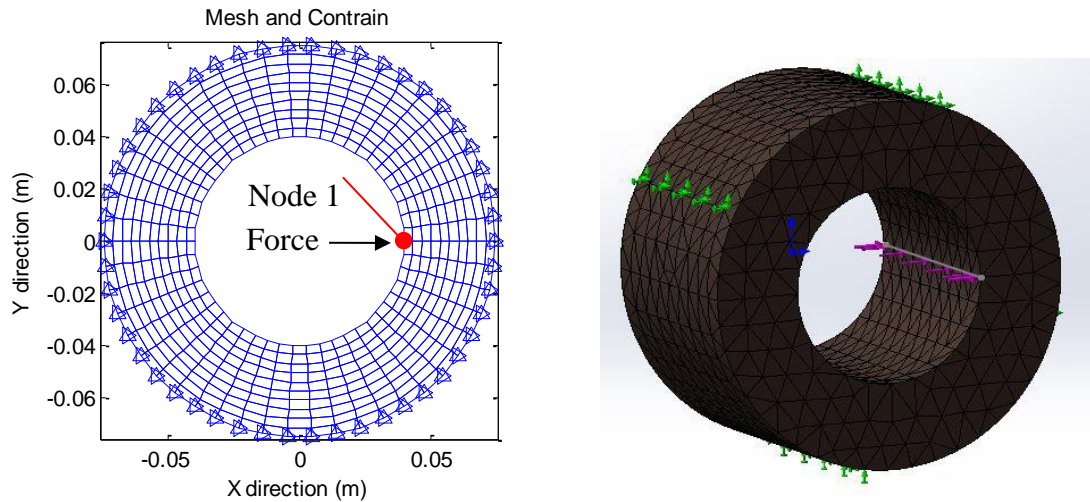 Mesh and Contrain
0.06
0.04
0.02
0
-0.02
-0.04
-0.06
Y direction (m)
Node 1
Force
-0.05
0
0.05
X direction (m)